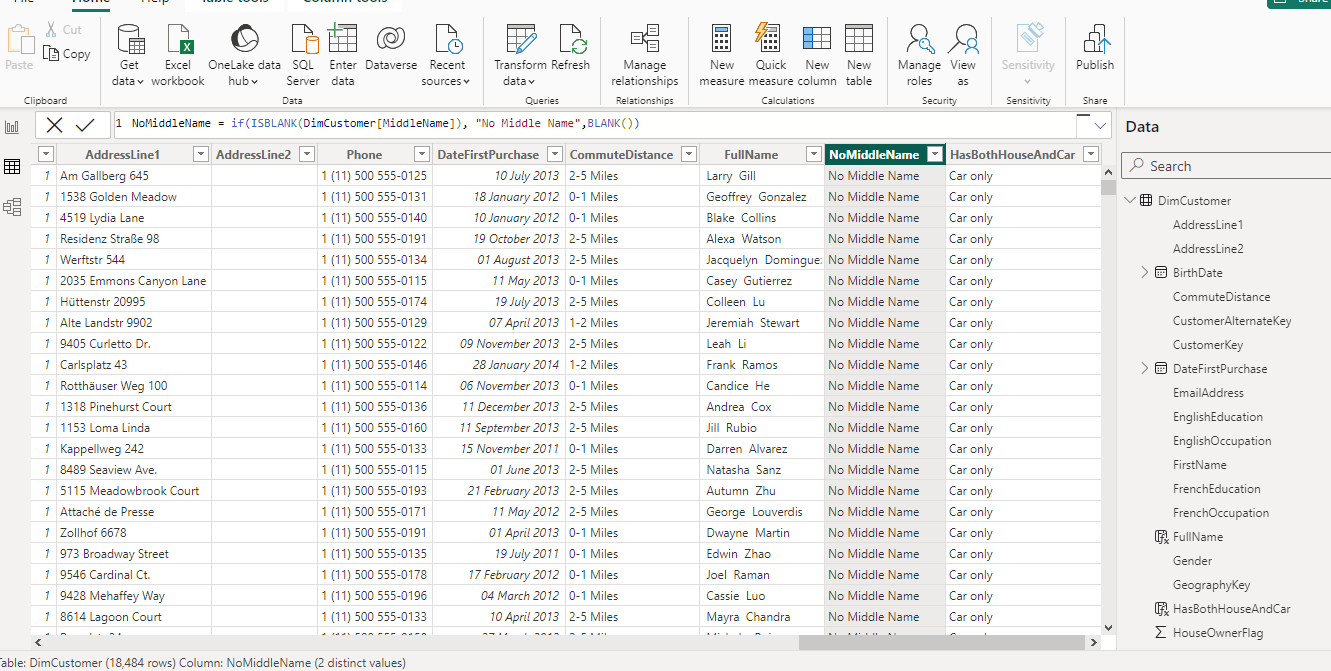 Home Help Table tools Column tools Share
Paste
Cut
Copy
Get data
Excel workbook
OneLake data hub
SQL Server
Enter data
Dataverse
Recent sources
Transform data
Refresh
Manage relationships
New measure
Quick measure
New column
New table
Manage roles
View as
Sensitivity
Publish
Clipboard Data Queries Relationships Calculations Security Sensitivity Share
1 NoMiddleName = if(ISBLANK(DimCustomer[MiddleName]), "No Middle Name",BLANK())
AddressLine1 AddressLine2 Phone DateFirstPurchase CommuteDistance FullName NoMiddleName HasBothHouseAndCar
1 Am Gallberg 645 1 (11) 500 555-0125 10 July 2013 2-5 Miles Larry Gill No Middle Name Car only
1 1538 Golden Meadow 1 (11) 500 555-0131 18 January 2012 0-1 Miles Geoffrey Gonzalez No Middle Name Car only
1 4519 Lydia Lane 1 (11) 500 555-0140 10 January 2012 0-1 Miles Blake Collins No Middle Name Car only
1 Residenz Straße 98 1 (11) 500 555-0191 19 October 2013 2-5 Miles Alexa Watson No Middle Name Car only
1 Werftstr 544 1 (11) 500 555-0134 01 August 2013 2-5 Miles Jacquelyn Dominguez No Middle Name Car only
1 2035 Emmons Canyon Lane 1 (11) 500 555-0115 11 May 2013 0-1 Miles Casey Gutierrez No Middle Name Car only
1 Hüttenstr 20995 1 (11) 500 555-0174 19 July 2013 2-5 Miles Colleen Lu No Middle Name Car only
1 Alte Landstr 9902 1 (11) 500 555-0129 07 April 2013 1-2 Miles Jeremiah Stewart No Middle Name Car only
1 9405 Curletto Dr. 1 (11) 500 555-0122 09 November 2013 2-5 Miles Leah Li No Middle Name Car only
1 Carlsplatz 43 1 (11) 500 555-0146 28 January 2014 1-2 Miles Frank Ramos No Middle Name Car only
1 Rotthäuser Weg 100 1 (11) 500 555-0114 06 November 2013 0-1 Miles Candice He No Middle Name Car only
1 1318 Pinehurst Court 1 (11) 500 555-0136 11 December 2013 2-5 Miles Andrea Cox No Middle Name Car only
1 1153 Loma Linda 1 (11) 500 555-0160 11 September 2013 2-5 Miles Jill Rubio No Middle Name Car only
1 Kappellweg 242 1 (11) 500 555-0133 15 November 2011 0-1 Miles Darren Alvarez No Middle Name Car only
1 8489 Seaview Ave. 1 (11) 500 555-0115 01 June 2013 2-5 Miles Natasha Sanz No Middle Name Car only
1 5115 Meadowbrook Court 1 (11) 500 555-0193 21 February 2013 2-5 Miles Autumn Zhu No Middle Name Car only
1 Attaché de Presse 1 (11) 500 555-0171 11 May 2012 2-5 Miles George Louverdis No Middle Name Car only
1 Zollhof 6678 1 (11) 500 555-0191 01 April 2013 0-1 Miles Dwayne Martin No Middle Name Car only
1 973 Broadway Street 1 (11) 500 555-0135 19 July 2011 0-1 Miles Edwin Zhao No Middle Name Car only
1 9546 Cardinal Ct. 1 (11) 500 555-0178 17 February 2012 0-1 Miles Joel Raman No Middle Name Car only
1 9428 Mehaffey Way 1 (11) 500 555-0196 04 March 2012 0-1 Miles Cassie Luo No Middle Name Car only
1 8614 Lagoon Court 1 (11) 500 555-0133 10 April 2013 2-5 Miles Mayra Chandra No Middle Name Car only
Data
Search
DimCustomer
AddressLine1
AddressLine2
BirthDate
CommuteDistance
CustomerAlternateKey
CustomerKey
DateFirstPurchase
EmailAddress
EnglishEducation
EnglishOccupation
FirstName
FrenchEducation
FrenchOccupation
FullName
Gender
GeographyKey
HasBothHouseAndCar
HouseOwnerFlag
Table: DimCustomer (18,484 rows) Column: NoMiddleName (2 distinct values)